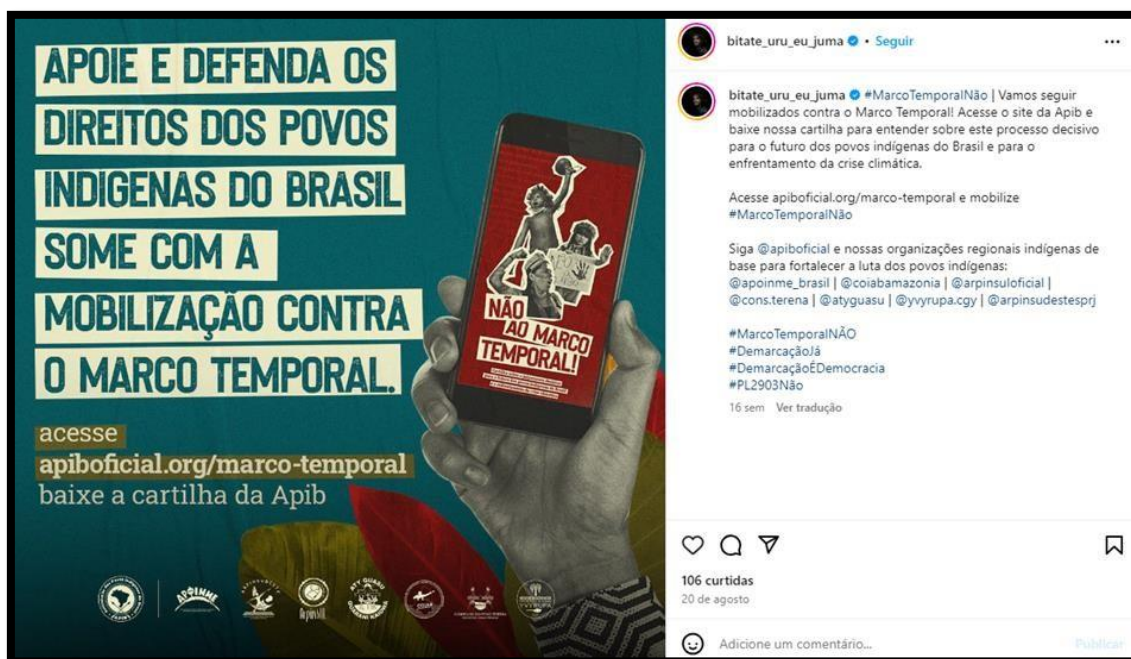 APOIE E DEFENDA OS
DIREITOS DOS POVOS
INDIGENAS DO BRASIL
SOME COM A
MOBILIZAÇÃO CONTRA
O MARCO TEMPORAL.
acesse
apiboficial.org/marco-temporal
baixe a cartilha da Apib
NÃO
AO MARCO
TEMPORAL!
APOINME
ArpinSUL
ATY GUASU
YVYRUPA
bitate_uru_eu_juma • Seguir
bitate_uru_eu_juma #MarcoTemporalNão | Vamos seguir
mobilizados contra o Marco Temporal! Acesse o site da Apib e
baixe nossa cartilha para entender sobre este processo decisivo
para o futuro dos povos indígenas do Brasil e para o
enfrentamento da crise climática.
Acesse apiboficial.org/marco-temporal e mobilize
#MarcoTemporalNão
Siga @apiboficial e nossas organizações regionais indígenas de
base para fortalecer a luta dos povos indígenas:
@apoinme_brasil | @coiabamazonia | @arpinsuloficial |
@cons.terena | @atyguasu | @yvyrupa.cgy | @arpinsudestesprj
#MarcoTemporalNÃO
#DemarcaçãoJá
#DemarcaçãoÉDemocracia
#PL2903Não
16 sem Ver tradução
106 curtidas
20 de agosto
Adicione um comentário... Publicar